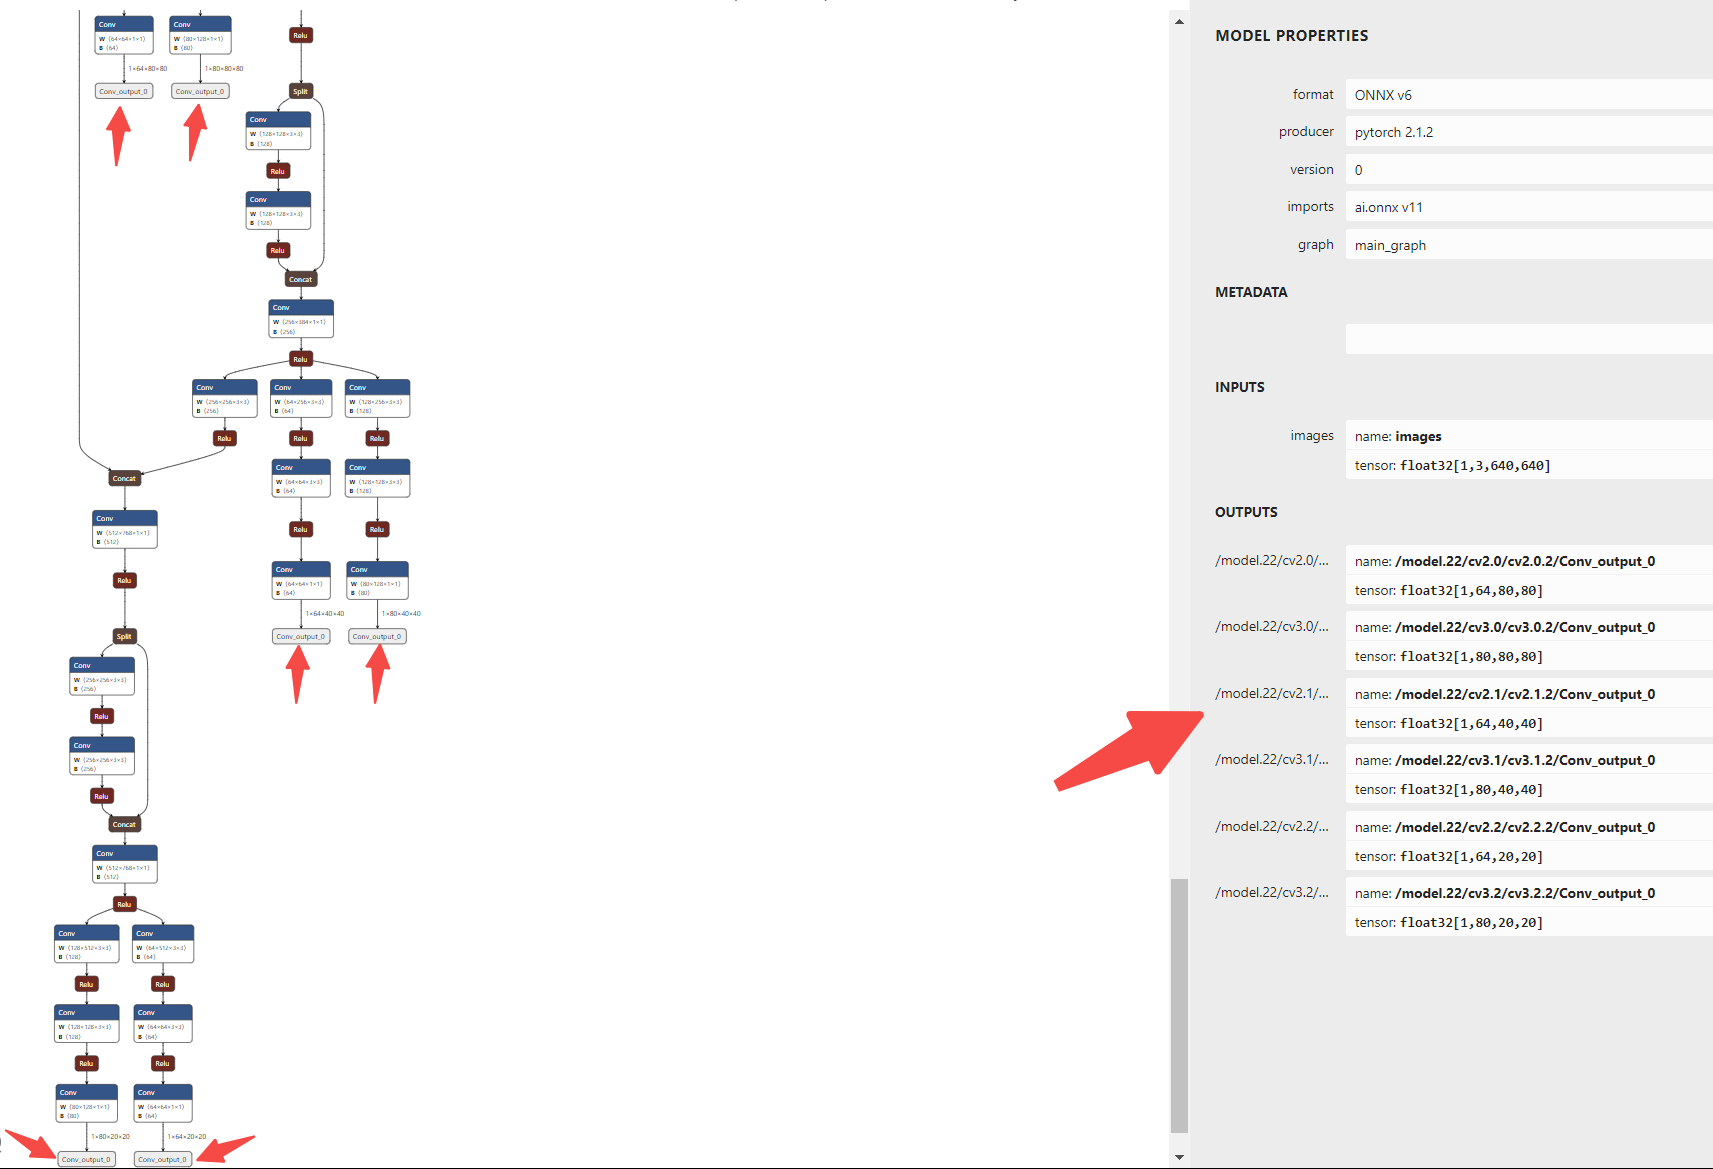 Conv
W ⟨64×64×1×1⟩
B ⟨64⟩
1×64×80×80
Conv_output_0
Conv
W ⟨80×128×1×1⟩
B ⟨80⟩
1×80×80×80
Conv_output_0
Relu
Split
Conv
W ⟨128×128×3×3⟩
B ⟨128⟩
Relu
Conv
W ⟨128×128×3×3⟩
B ⟨128⟩
Relu
Concat
Conv
W ⟨256×384×1×1⟩
B ⟨256⟩
Relu
Conv
W ⟨256×256×3×3⟩
B ⟨256⟩
Relu
Conv
W ⟨64×256×3×3⟩
B ⟨64⟩
Relu
Conv
W ⟨64×64×3×3⟩
B ⟨64⟩
Relu
Conv
W ⟨64×64×1×1⟩
B ⟨64⟩
1×64×40×40
Conv_output_0
Conv
W ⟨128×256×3×3⟩
B ⟨128⟩
Relu
Conv
W ⟨128×128×3×3⟩
B ⟨128⟩
Relu
Conv
W ⟨80×128×1×1⟩
B ⟨80⟩
1×80×40×40
Conv_output_0
Concat
Conv
W ⟨512×768×1×1⟩
B ⟨512⟩
Relu
Split
Conv
W ⟨256×256×3×3⟩
B ⟨256⟩
Relu
Conv
W ⟨256×256×3×3⟩
B ⟨256⟩
Relu
Concat
Conv
W ⟨512×768×1×1⟩
B ⟨512⟩
Relu
Conv
W ⟨128×512×3×3⟩
B ⟨128⟩
Relu
Conv
W ⟨128×128×3×3⟩
B ⟨128⟩
Relu
Conv
W ⟨80×128×1×1⟩
B ⟨80⟩
1×80×20×20
Conv_output_0
Conv
W ⟨64×512×3×3⟩
B ⟨64⟩
Relu
Conv
W ⟨64×64×3×3⟩
B ⟨64⟩
Relu
Conv
W ⟨64×64×1×1⟩
B ⟨64⟩
1×64×20×20
Conv_output_0
MODEL PROPERTIES
format ONNX v6
producer pytorch 2.1.2
version 0
imports ai.onnx v11
graph main_graph
METADATA
INPUTS
images name: images
tensor: float32[1,3,640,640]
OUTPUTS
/model.22/cv2.0/... name: /model.22/cv2.0/cv2.0.2/Conv_output_0
tensor: float32[1,64,80,80]
/model.22/cv3.0/... name: /model.22/cv3.0/cv3.0.2/Conv_output_0
tensor: float32[1,80,80,80]
/model.22/cv2.1/... name: /model.22/cv2.1/cv2.1.2/Conv_output_0
tensor: float32[1,64,40,40]
/model.22/cv3.1/... name: /model.22/cv3.1/cv3.1.2/Conv_output_0
tensor: float32[1,80,40,40]
/model.22/cv2.2/... name: /model.22/cv2.2/cv2.2.2/Conv_output_0
tensor: float32[1,64,20,20]
/model.22/cv3.2/... name: /model.22/cv3.2/cv3.2.2/Conv_output_0
tensor: float32[1,80,20,20]